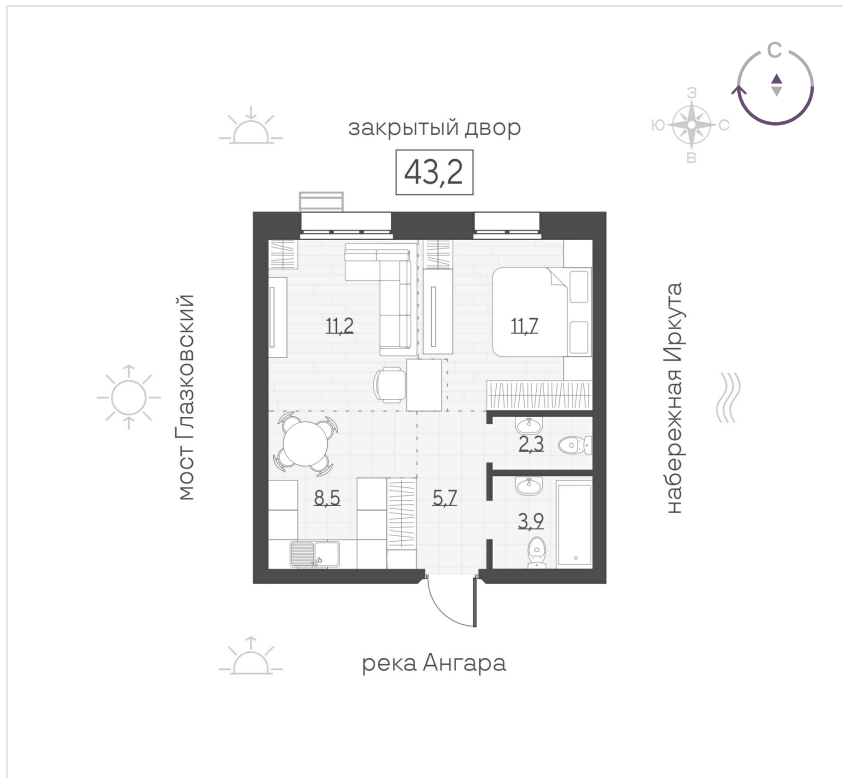 С
З
Ю
С
В
закрытый двор
43,2
мост Глазковский
набережная Иркута
11,2
11,7
2,3
8,5
5,7
3,9
река Ангара